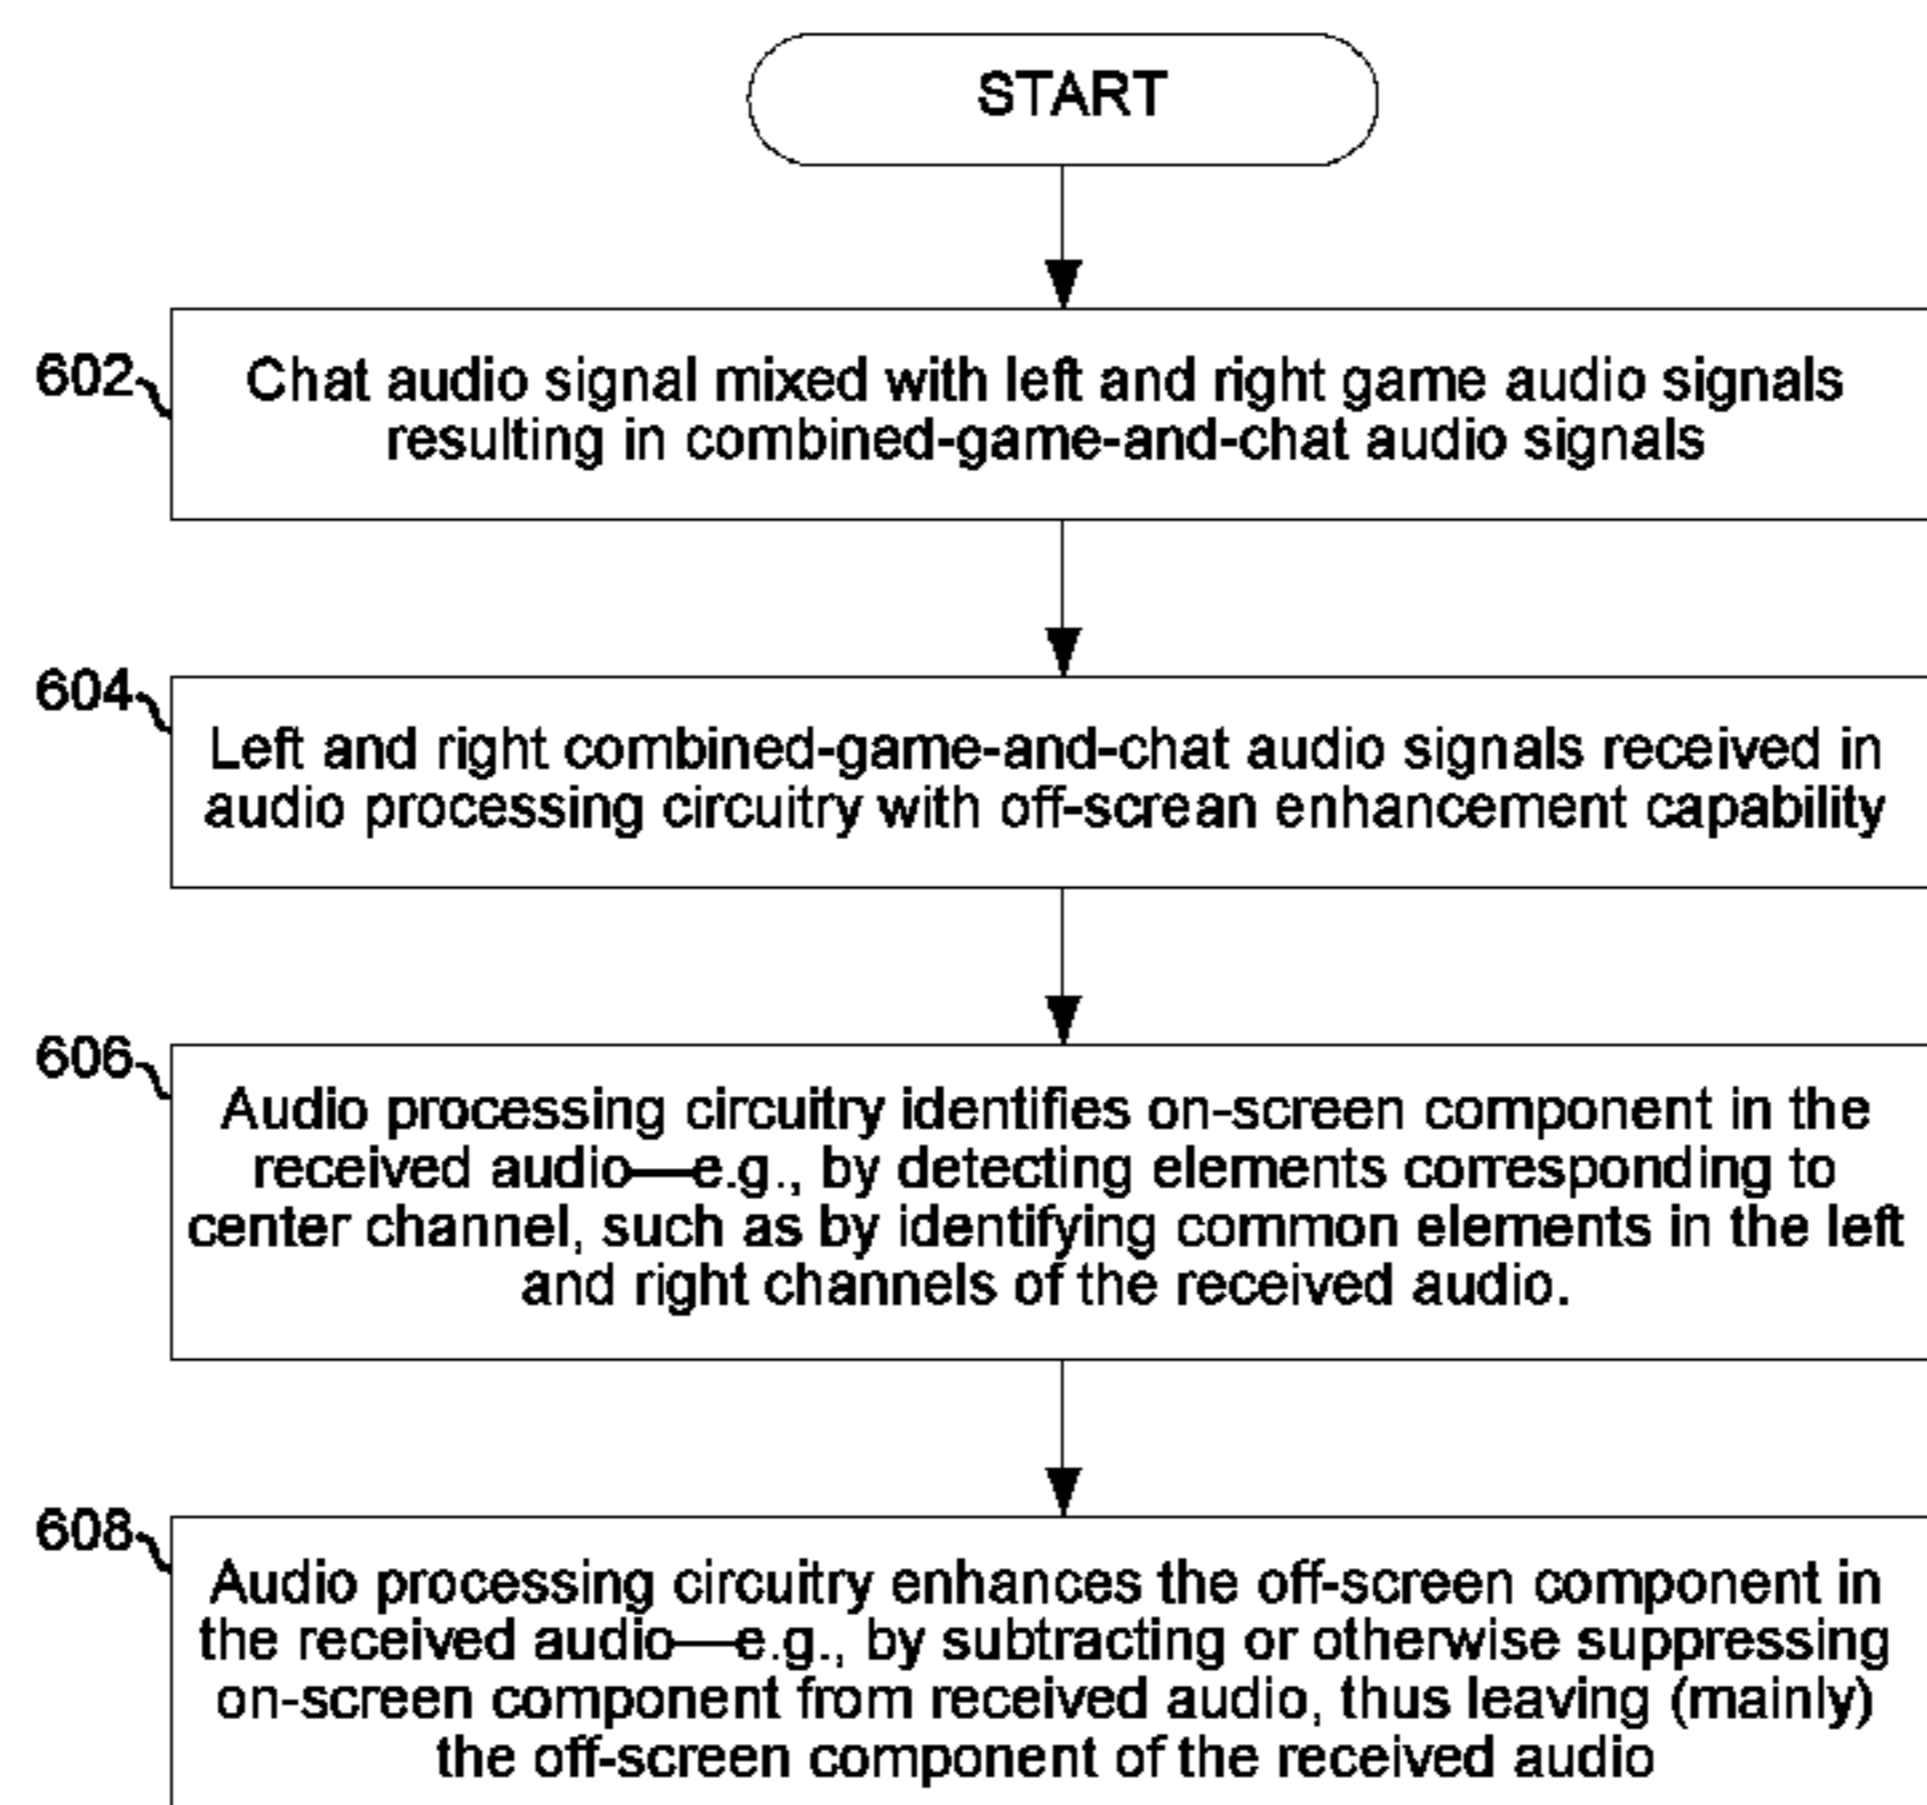 START
602
Chat audio signal mixed with left and right game audio signals
resulting in combined-game-and-chat audio signals
604
Left and right combined-game-and-chat audio signals received in
audio processing circuitry with off-screan enhancement capability
606
Audio processing circuitry identifies on-screen component in the
received audio—e.g., by detecting elements corresponding to
center channel, such as by identifying common elements in the left
and right channels of the received audio.
608
Audio processing circuitry enhances the off-screen component in
the received audio—e.g., by subtracting or otherwise suppressing
on-screen component from received audio, thus leaving (mainly)
the off-screen component of the received audio